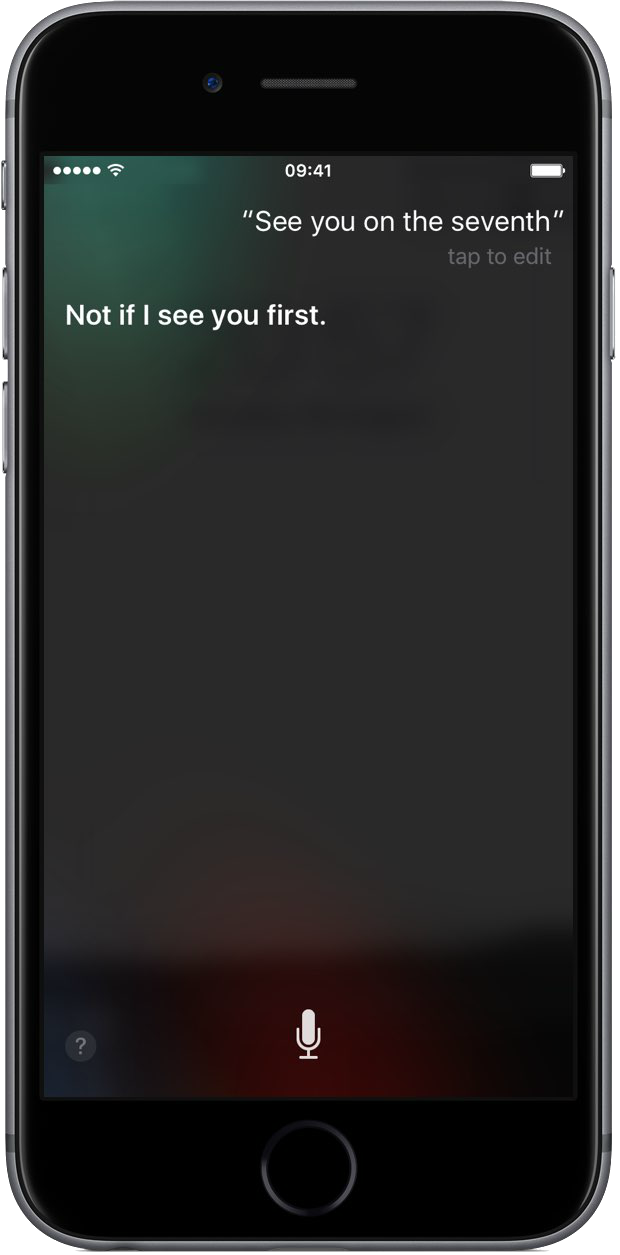 09:41
“See you on the seventh”
tap to edit
Not if I see you first.
?